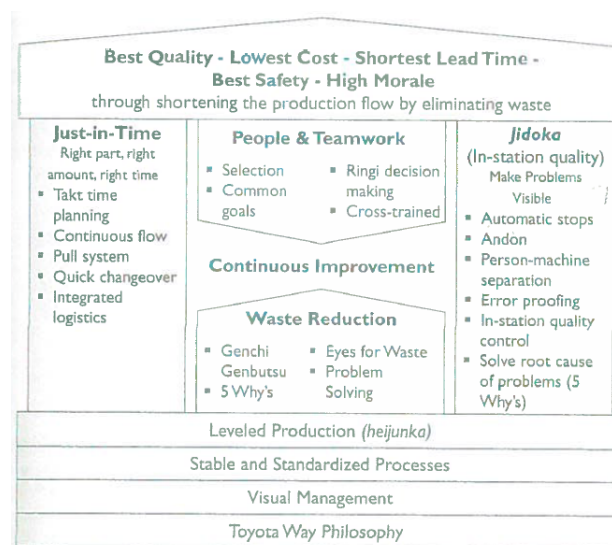 Best Quality - Lowest Cost - Shortest Lead Time -
Best Safety - High Morale
through shortening the production flow by eliminating waste
Just-in-Time
Right part, right
amount, right time
▪ Takt time
planning
▪ Continuous flow
▪ Pull system
▪ Quick changeover
▪ Integrated
logistics
People & Teamwork
▪ Selection
▪ Common
goals
▪ Ringi decision
making
▪ Cross-trained
Continuous Improvement
Waste Reduction
▪ Genchi
Genbutsu
▪ 5 Why's
▪ Eyes for Waste
▪ Problem
Solving
Jidoka
(In-station quality)
Make Problems
Visible
▪ Automatic stops
▪ Andon
▪ Person-machine
separation
▪ Error proofing
▪ In-station quality
control
▪ Solve root cause
of problems (5
Why's)
Leveled Production (heijunka)
Stable and Standardized Processes
Visual Management
Toyota Way Philosophy